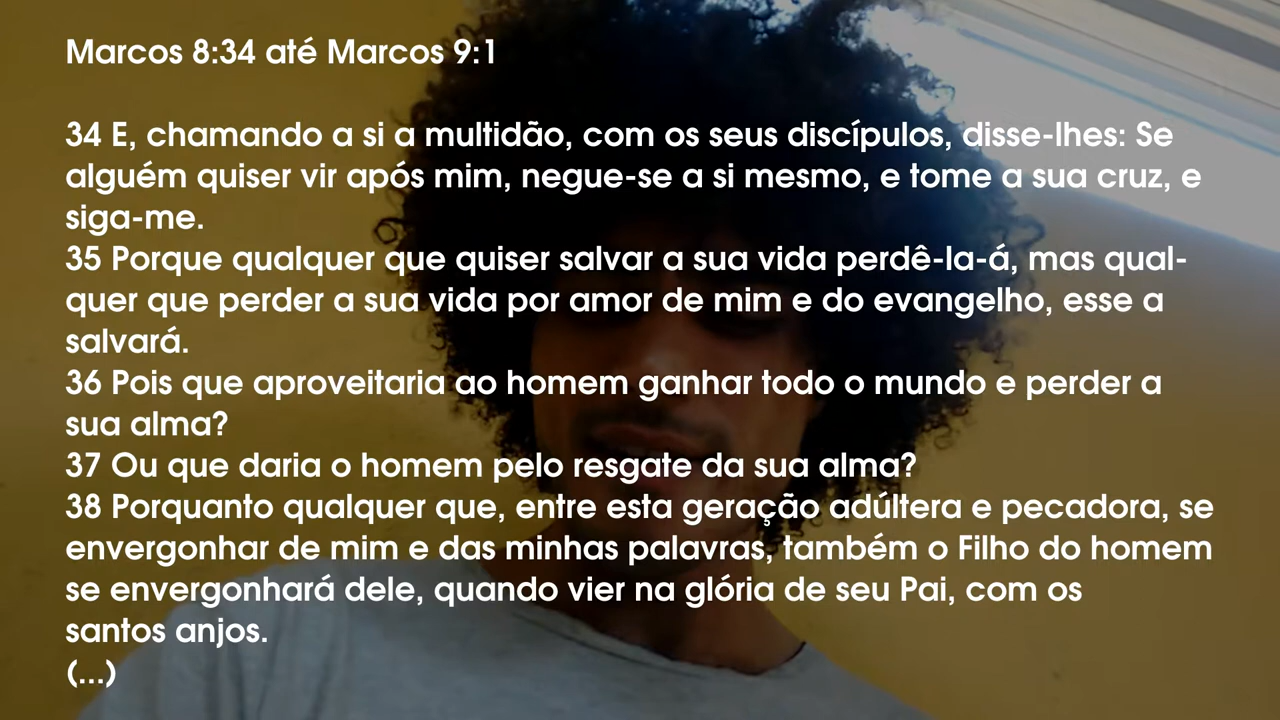 Marcos 8:34 até Marcos 9:1
34 E, chamando a si a multidão, com os seus discípulos, disse-lhes: Se
alguém quiser vir após mim, negue-se a si mesmo, e tome a sua cruz, e
siga-me.
35 Porque qualquer que quiser salvar a sua vida perdê-la-á, mas qual-
quer que perder a sua vida por amor de mim e do evangelho, esse a
salvará.
36 Pois que aproveitaria ao homem ganhar todo o mundo e perder a
sua alma?
37 Ou que daria o homem pelo resgate da sua alma?
38 Porquanto qualquer que, entre esta geração adúltera e pecadora, se
envergonhar de mim e das minhas palavras, também o Filho do homem
se envergonhará dele, quando vier na glória de seu Pai, com os
santos anjos.
(...)